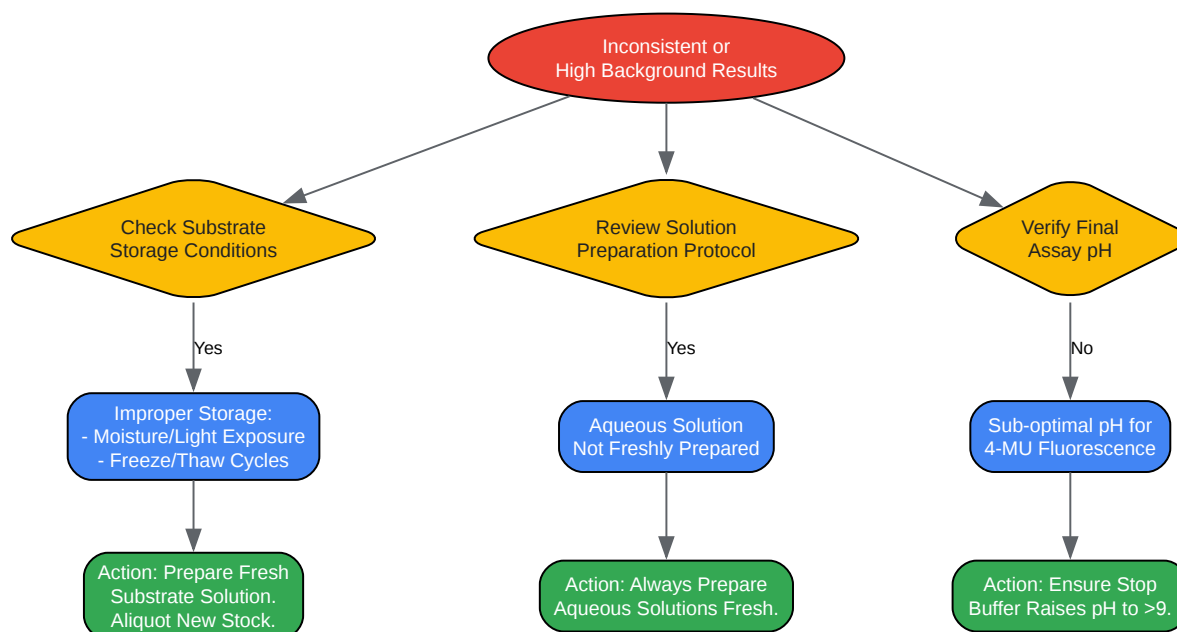 Inconsistent or
High Background Results
Check Substrate
Storage Conditions
Review Solution
Preparation Protocol
Verify Final
Assay pH
Yes
Yes
No
Improper Storage:
- Moisture/Light Exposure
- Freeze/Thaw Cycles
Aqueous Solution
Not Freshly Prepared
Sub-optimal pH for
4-MU Fluorescence
Action: Prepare Fresh
Substrate Solution.
Aliquot New Stock.
Action: Always Prepare
Aqueous Solutions Fresh.
Action: Ensure Stop
Buffer Raises pH to >9.